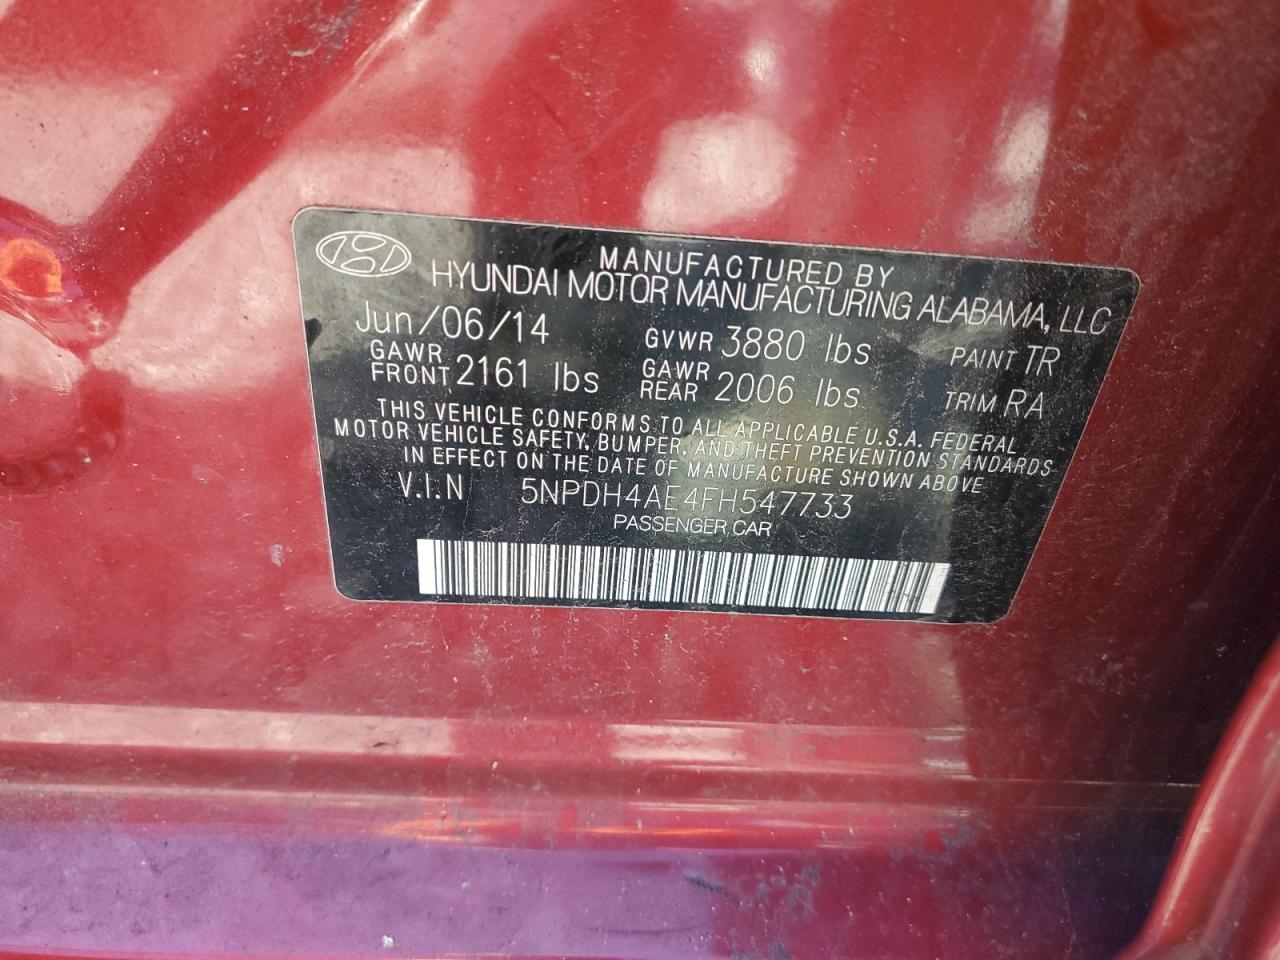 MANUFACTURED BY
HYUNDAI MOTOR MANUFACTURING ALABAMA, LLC
Jun/06/14 GVWR 3880 lbs PAINT TR
GAWR FRONT 2161 lbs GAWR REAR 2006 lbs TRIM RA
THIS VEHICLE CONFORMS TO ALL APPLICABLE U.S.A. FEDERAL
MOTOR VEHICLE SAFETY, BUMPER, AND THEFT PREVENTION STANDARDS
IN EFFECT ON THE DATE OF MANUFACTURE SHOWN ABOVE
V.I.N 5NPDH4AE4FH547733
PASSENGER CAR